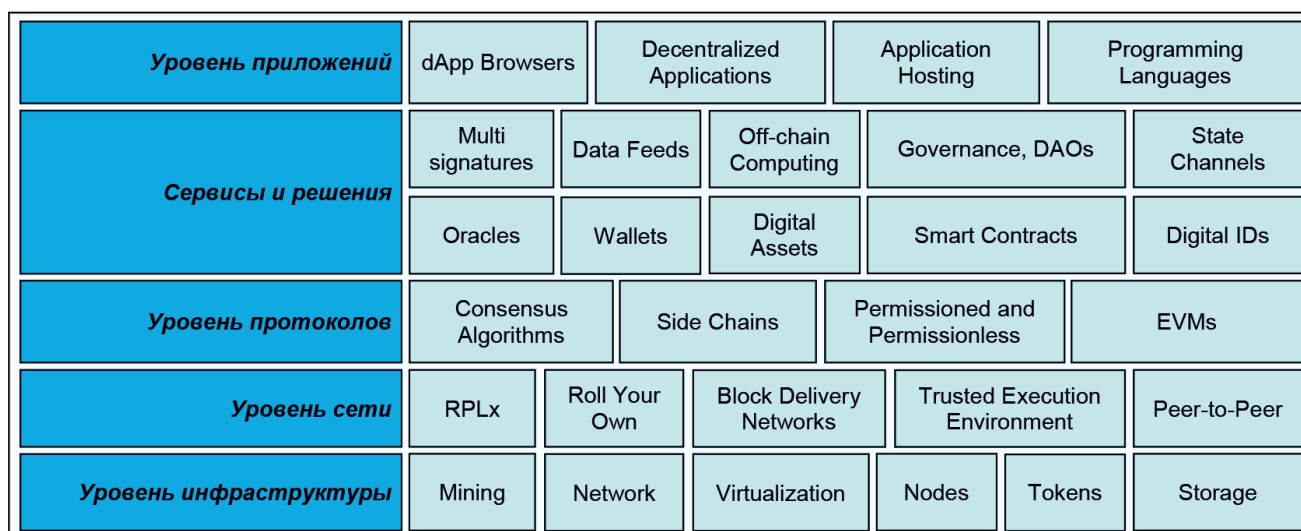 Уровень приложений
dApp Browsers
Decentralized
Applications
Application
Hosting
Programming
Languages
Сервисы и решения
Multi
signatures
Data Feeds
Off-chain
Computing
Governance, DAOs
State
Channels
Oracles
Wallets
Digital
Assets
Smart Contracts
Digital IDs
Уровень протоколов
Consensus
Algorithms
Side Chains
Permissioned and
Permissionless
EVMs
Уровень сети
RPLx
Roll Your
Own
Block Delivery
Networks
Trusted Execution
Environment
Peer-to-Peer
Уровень инфраструктуры
Mining
Network
Virtualization
Nodes
Tokens
Storage